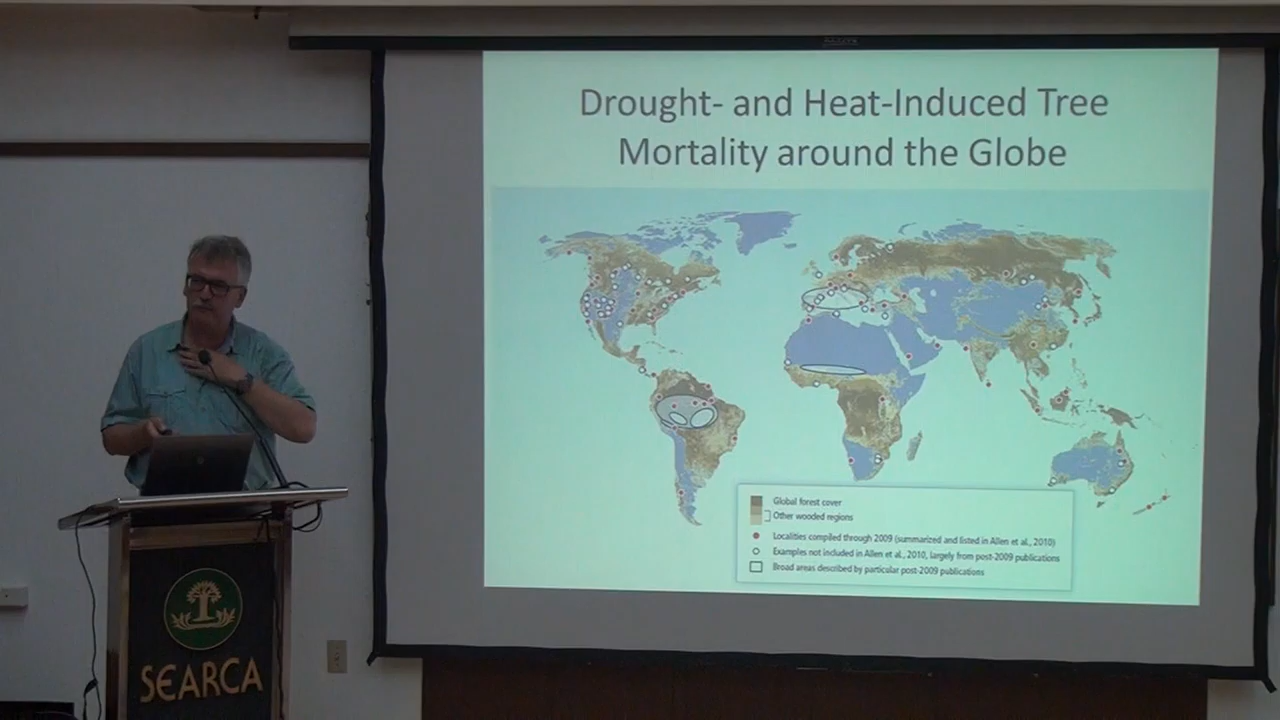 Drought- and Heat-Induced Tree
Mortality around the Globe
Global forest cover
Other wooded regions
Localities compiled through 2009 (summarized and listed in Allen et al., 2010)
Examples not included in Allen et al., 2010, largely from post-2009 publications
Broad areas described by particular post-2009 publications
SEARCA